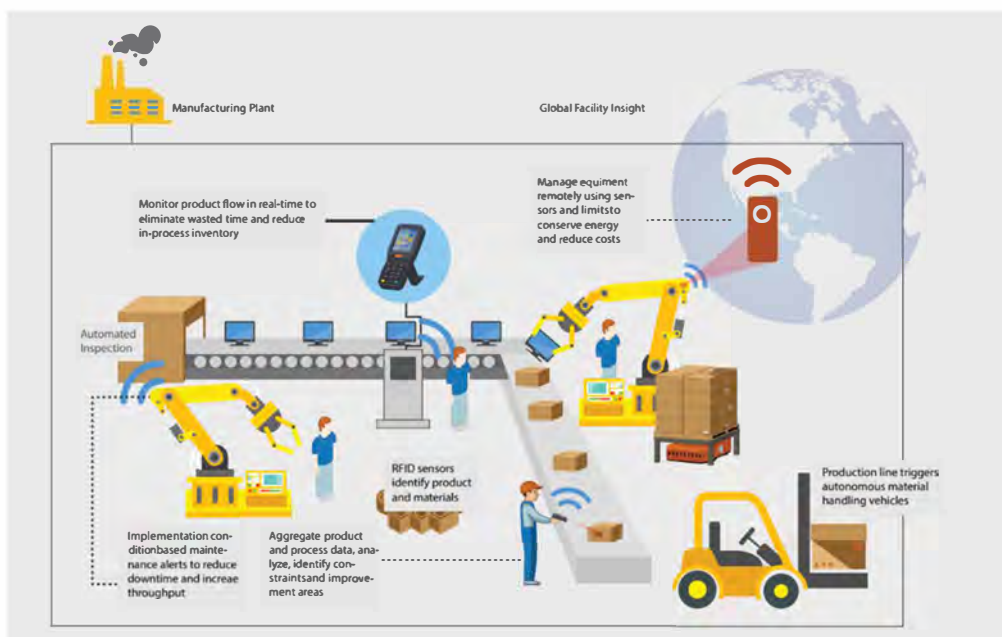 Manufacturing Plant
Global Facility Insight
Monitor product flow in real-time to
eliminate wasted time and reduce
in-process inventory
Manage equiment
remotely using sen-
sors and limitsto
conserve energy
and reduce costs
Automated
Inspection
RFID sensors
identify product
and materials
Production line triggers
autonomous material
handling vehicles
Implementation con-
ditionbased mainte-
nance alerts to reduce
downtime and increae
throughput
Aggregate product
and process data, ana-
lyze, identify con-
straintsand improve-
ment areas